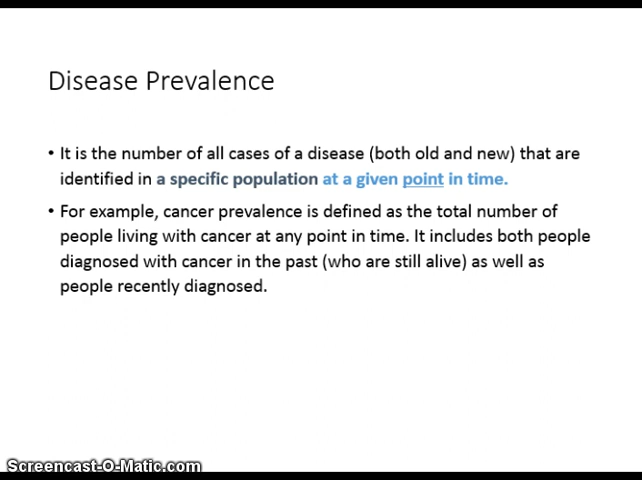 Disease Prevalence
• It is the number of all cases of a disease (both old and new) that are
identified in a specific population at a given point in time.
• For example, cancer prevalence is defined as the total number of
people living with cancer at any point in time. It includes both people
diagnosed with cancer in the past (who are still alive) as well as
people recently diagnosed.
Screencast-O-Matic.com